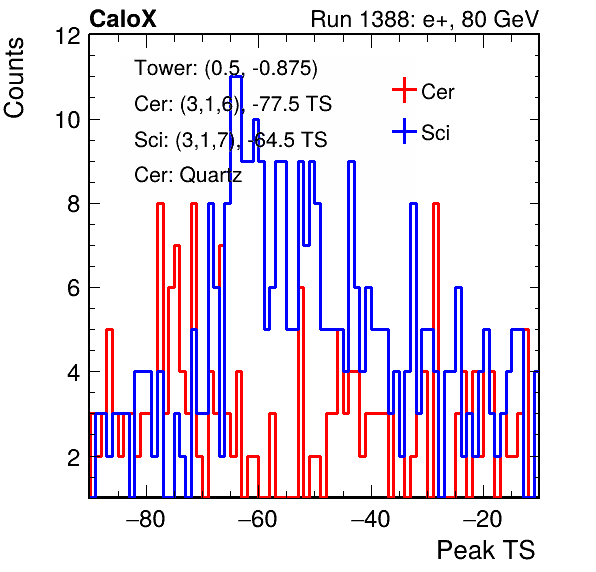 CaloX Run 1388: e+, 80 GeV
Counts
12
10
8
6
4
2
Tower: (0.5, -0.875)
Cer: (3,1,6), -77.5 TS
Sci: (3,1,7), -64.5 TS
Cer: Quartz
Cer
Sci
−80 −60 −40 −20
Peak TS